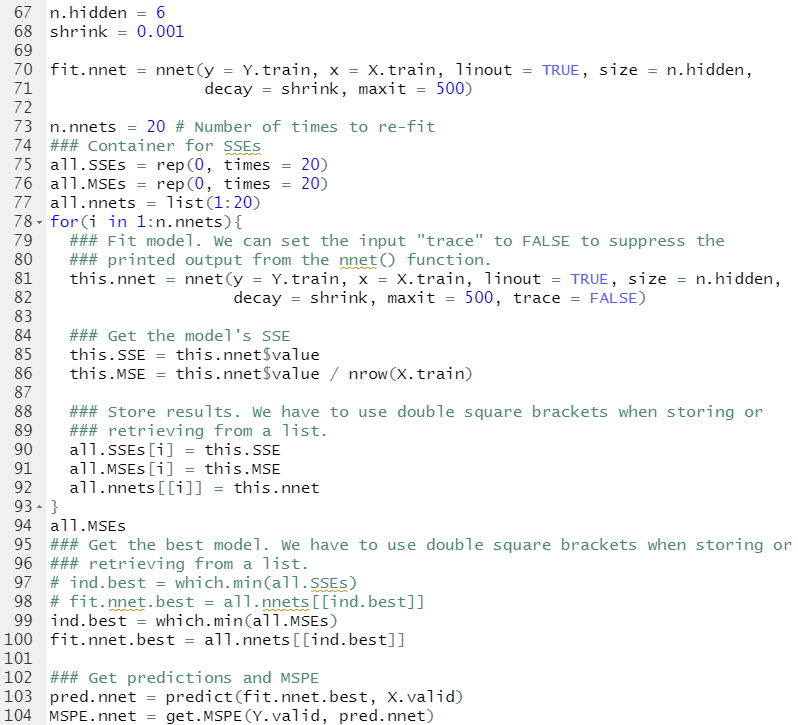 67 n.hidden = 6
68 shrink = 0.001
69
70 fit.nnet = nnet(y = Y.train, x = X.train, linout = TRUE, size = n.hidden,
71                 decay = shrink, maxit = 500)
72
73 n.nnets = 20 # Number of times to re-fit
74 ### Container for SSEs
75 all.SSEs = rep(0, times = 20)
76 all.MSEs = rep(0, times = 20)
77 all.nnets = list(1:20)
78 for(i in 1:n.nnets){
79   ### Fit model. We can set the input "trace" to FALSE to suppress the
80   ### printed output from the nnet() function.
81   this.nnet = nnet(y = Y.train, x = X.train, linout = TRUE, size = n.hidden,
82                    decay = shrink, maxit = 500, trace = FALSE)
83
84   ### Get the model's SSE
85   this.SSE = this.nnet$value
86   this.MSE = this.nnet$value / nrow(X.train)
87
88   ### Store results. We have to use double square brackets when storing or
89   ### retrieving from a list.
90   all.SSEs[i] = this.SSE
91   all.MSEs[i] = this.MSE
92   all.nnets[[i]] = this.nnet
93 }
94 all.MSEs
95 ### Get the best model. We have to use double square brackets when storing or
96 ### retrieving from a list.
97 # ind.best = which.min(all.SSEs)
98 # fit.nnet.best = all.nnets[[ind.best]]
99 ind.best = which.min(all.MSEs)
100 fit.nnet.best = all.nnets[[ind.best]]
101
102 ### Get predictions and MSPE
103 pred.nnet = predict(fit.nnet.best, X.valid)
104 MSPE.nnet = get.MSPE(Y.valid, pred.nnet)